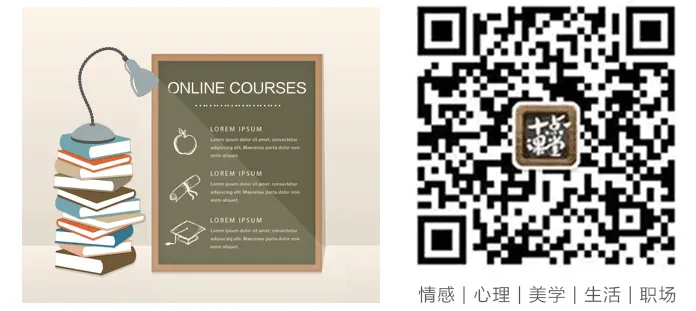 ONLINE COURSES
LOREM IPSUM
Lorem ipsum dolor sit amet, consectetur
adipiscing elit. Maecenas porta dolor
enim aliquet.
LOREM IPSUM
Lorem ipsum dolor sit amet, consectetur
adipiscing elit. Maecenas porta dolor
enim aliquet.
LOREM IPSUM
Lorem ipsum dolor sit amet, consectetur
adipiscing elit. Maecenas porta dolor
enim aliquet.
十点
课堂
情感｜心理｜美学｜生活｜职场